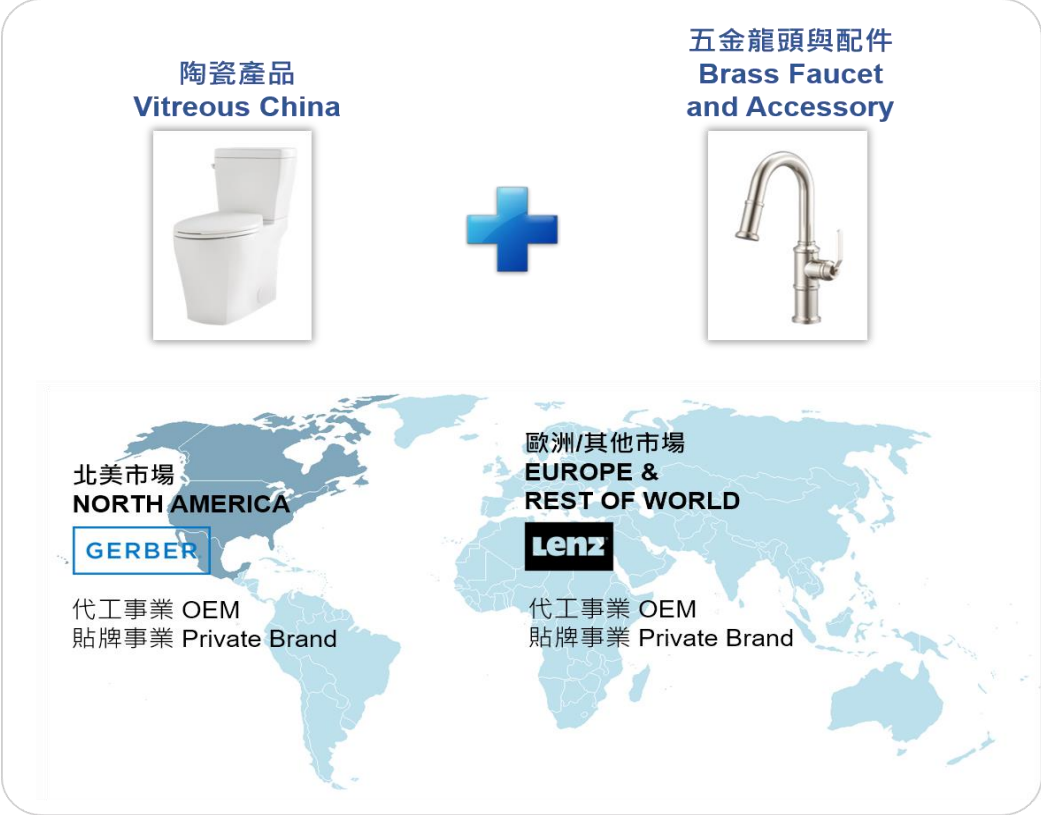 陶瓷產品
Vitreous China
五金龍頭與配件
Brass Faucet
and Accessory
北美市場
NORTH AMERICA
GERBER
代工事業 OEM
貼牌事業 Private Brand
歐洲/其他市場
EUROPE &
REST OF WORLD
Lenz
代工事業 OEM
貼牌事業 Private Brand